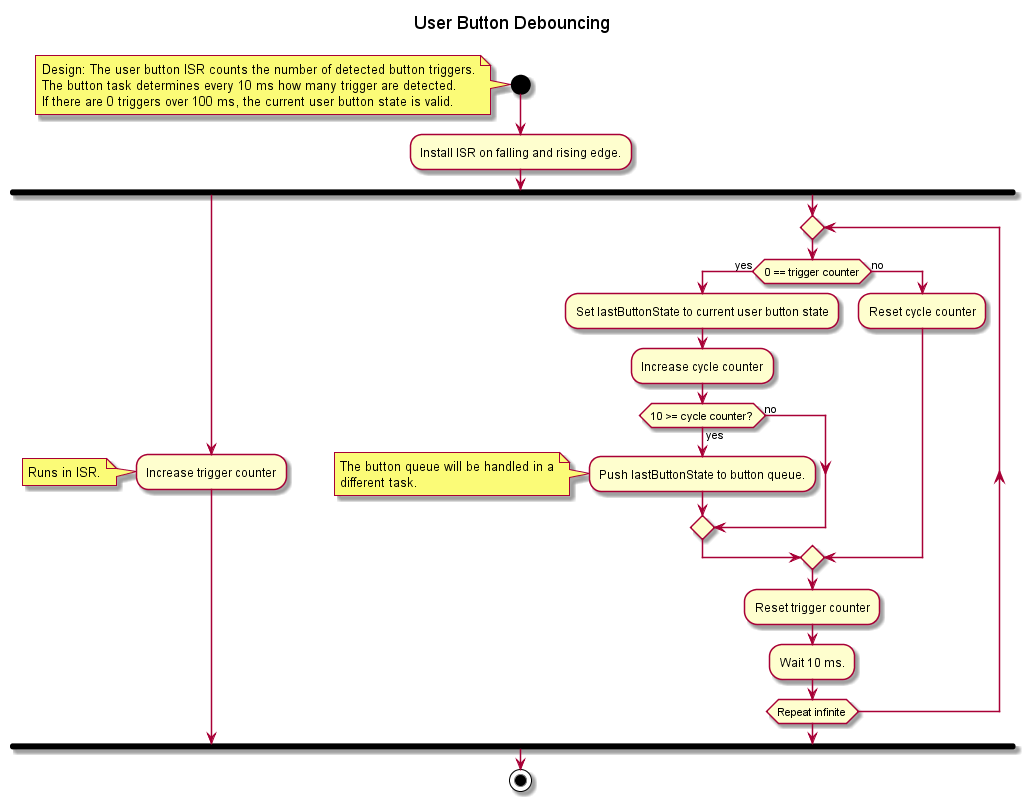 User Button Debouncing
Design: The user button ISR counts the number of detected button triggers.
The button task determines every 10 ms how many trigger are detected.
If there are 0 triggers over 100 ms, the current user button state is valid.
Install ISR on falling and rising edge.
Runs in ISR.
Increase trigger counter
yes
0 == trigger counter
no
Set lastButtonState to current user button state
Reset cycle counter
Increase cycle counter
10 >= cycle counter?
no
yes
The button queue will be handled in a
different task.
Push lastButtonState to button queue.
Reset trigger counter
Wait 10 ms.
Repeat infinite